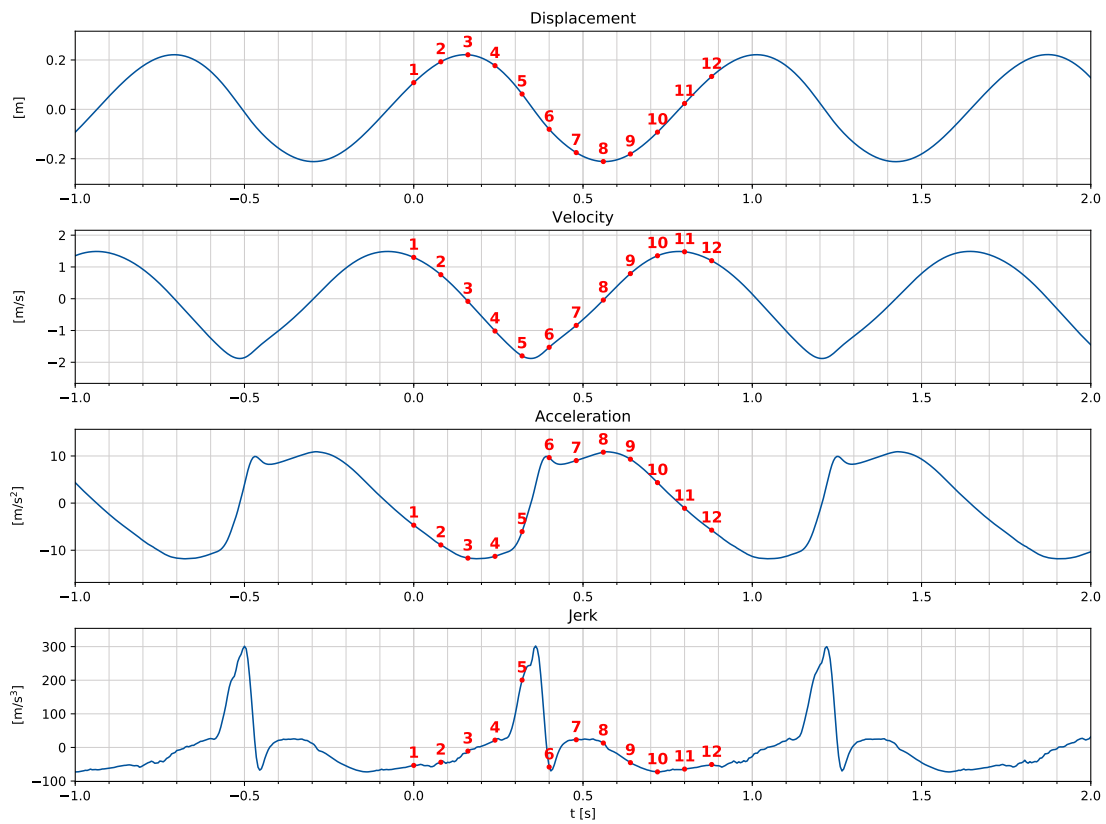 Displacement
[m]
0.2
0.0
−0.2
1 2 3 4 5 6 7 8 9 10 11 12
−1.0 −0.5 0.0 0.5 1.0 1.5 2.0
Velocity
[m/s]
2
1
0
−1
−2
1 2 3 4 5 6 7 8 9 10 11 12
−1.0 −0.5 0.0 0.5 1.0 1.5 2.0
Acceleration
[m/s²]
10
0
−10
1 2 3 4 5 6 7 8 9 10 11 12
−1.0 −0.5 0.0 0.5 1.0 1.5 2.0
Jerk
[m/s³]
300
200
100
0
−100
1 2 3 4 5 6 7 8 9 10 11 12
−1.0 −0.5 0.0 0.5 1.0 1.5 2.0
t [s]